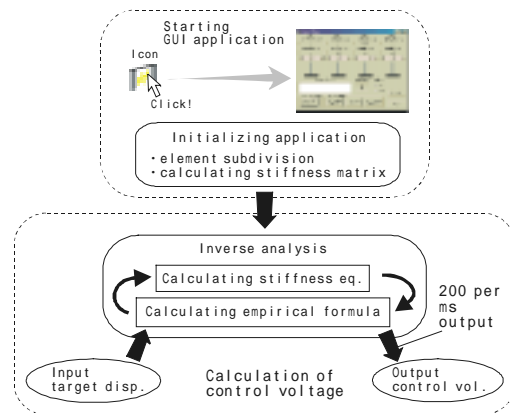 Starting
GUI application
Icon
Click!
Initializing application
・element subdivision
・calculating stiffness matrix
Inverse analysis
Calculating stiffness eq.
Calculating empirical formula
200 per
ms
output
Input
target disp.
Calculation of
control voltage
Output
control vol.